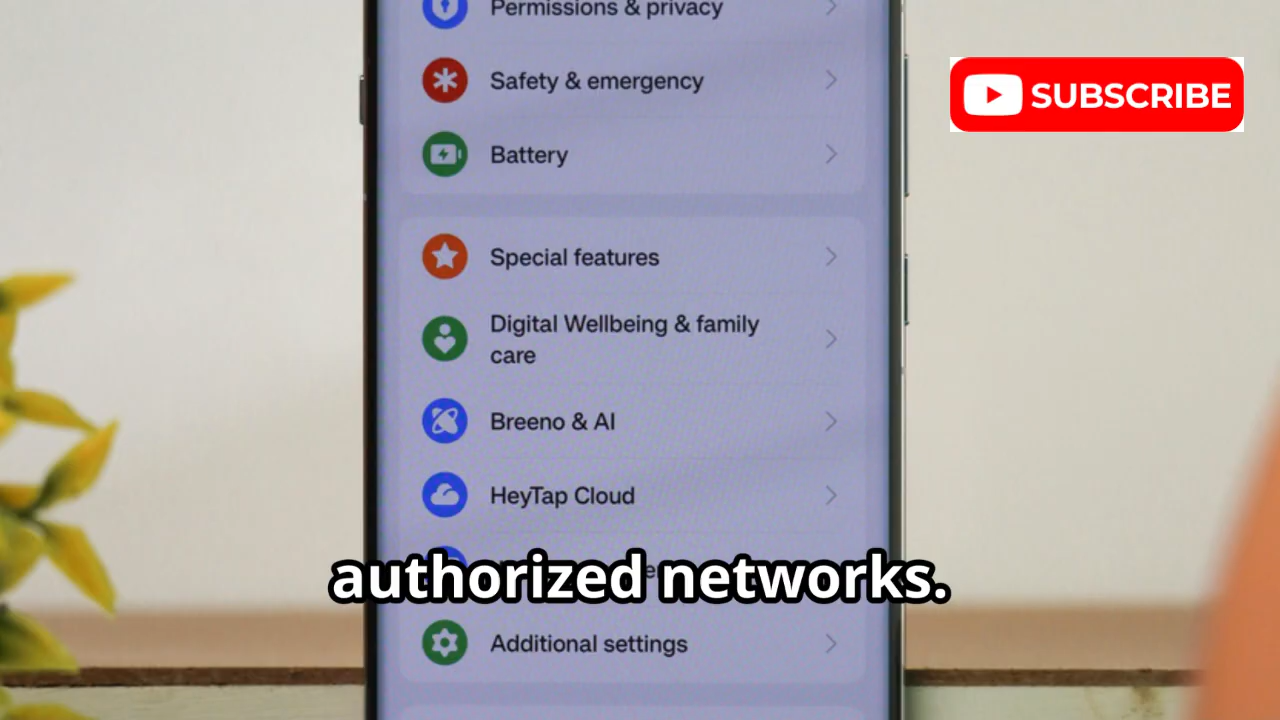 Permissions & privacy
SUBSCRIBE
Safety & emergency
Battery
Special features
Digital Wellbeing & family
care
Breeno & AI
HeyTap Cloud
authorized networks.
Additional settings